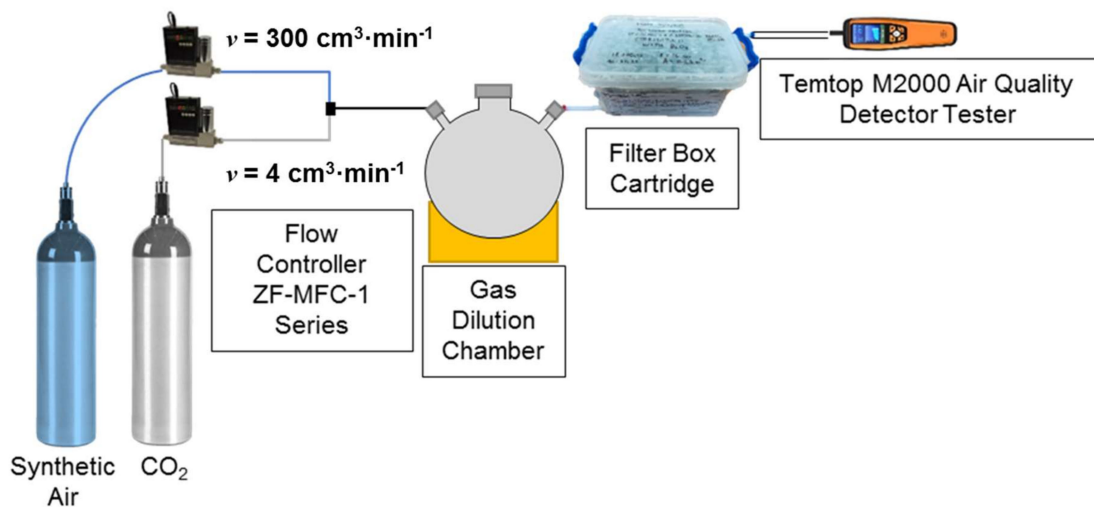 v = 300 cm³·min⁻¹
v = 4 cm³·min⁻¹
Flow
Controller
ZF-MFC-1
Series
Gas
Dilution
Chamber
Filter Box
Cartridge
Temtop M2000 Air Quality
Detector Tester
Synthetic
Air
CO₂